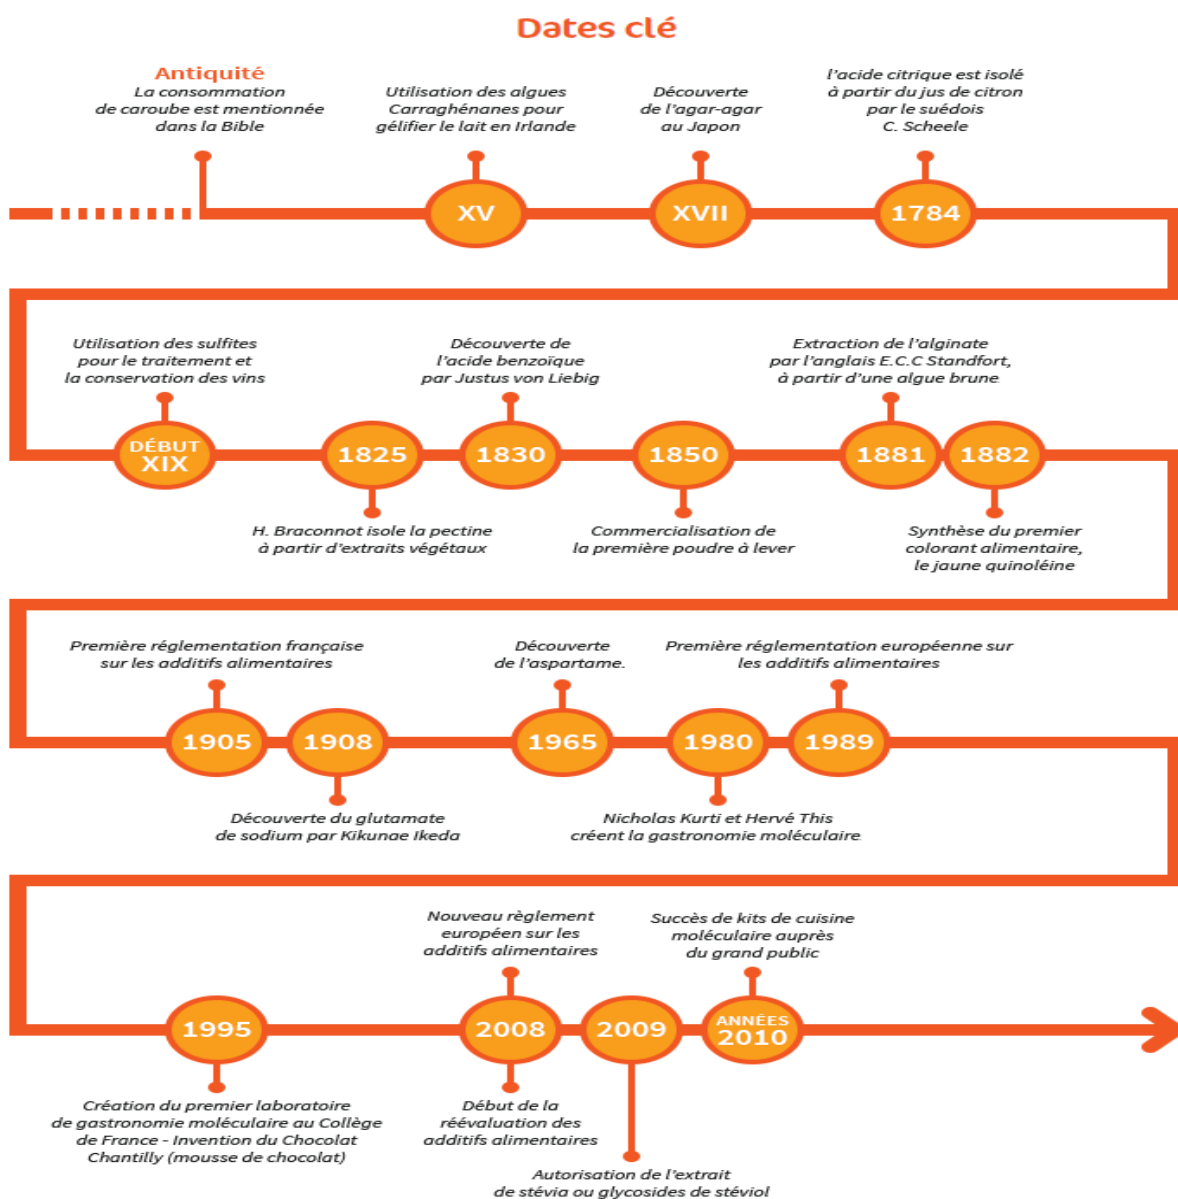 Dates clé
Antiquité
La consommation
de caroube est mentionnée
dans la Bible
Utilisation des algues
Carraghénanes pour
gélifier le lait en Irlande
Découverte
de l'agar-agar
au Japon
l'acide citrique est isolé
à partir du jus de citron
par le suédois
C. Scheele
XV
XVII
1784
Utilisation des sulfites
pour le traitement et
la conservation des vins
Découverte de
l'acide benzoïque
par Justus von Liebig
Extraction de l'alginate
par l'anglais E.C.C Standfort,
à partir d'une algue brune
DÉBUT
XIX
1825
1830
1850
1881
1882
H. Braconnot isole la pectine
à partir d'extraits végétaux
Commercialisation de
la première poudre à lever
Synthèse du premier
colorant alimentaire,
le jaune quinoléine
Première réglementation française
sur les additifs alimentaires
Découverte
de l'aspartame.
Première réglementation européenne sur
les additifs alimentaires
1905
1908
1965
1980
1989
Découverte du glutamate
de sodium par Kikunae Ikeda
Nicholas Kurti et Hervé This
créent la gastronomie moléculaire
Nouveau règlement
européen sur les
additifs alimentaires
Succès de kits de cuisine
moléculaire auprès
du grand public
1995
2008
2009
ANNÉES
2010
Création du premier laboratoire
de gastronomie moléculaire au Collège
de France - Invention du Chocolat
Chantilly (mousse de chocolat)
Début de la
réévaluation des
additifs alimentaires
Autorisation de l'extrait
de stévia ou glycosides de stéviol